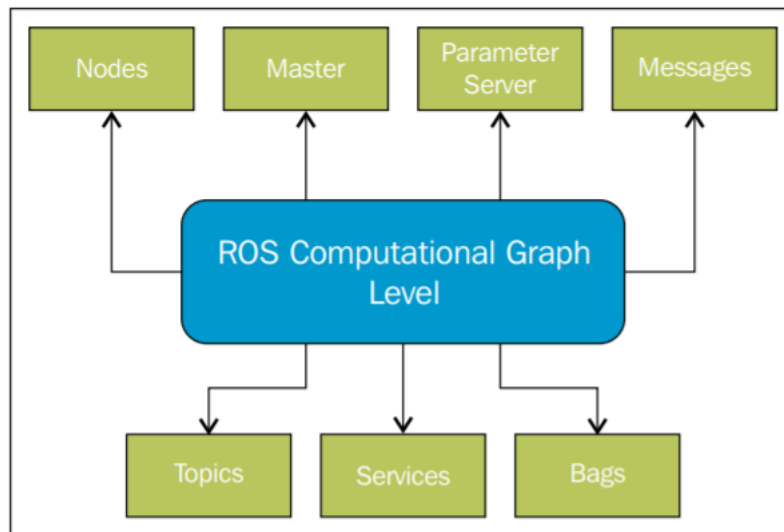 Nodes
Master
Parameter
Server
Messages
ROS Computational Graph
Level
Topics
Services
Bags